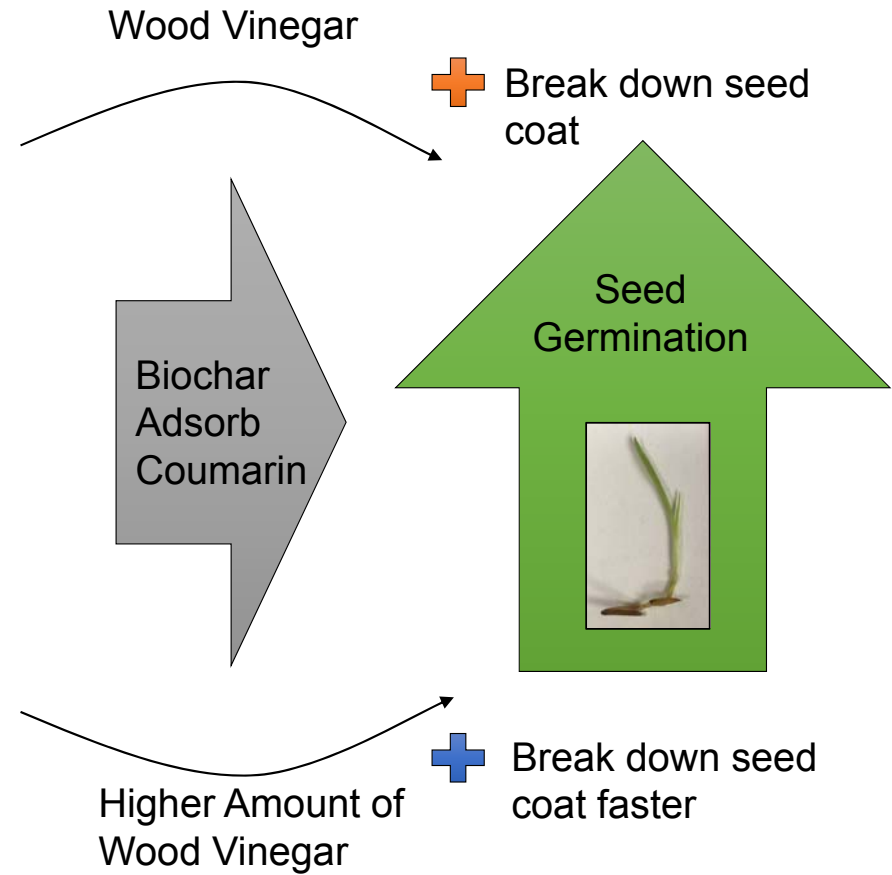 Wood Vinegar
Break down seed
coat
Seed
Germination
Biochar
Adsorb
Coumarin
Break down seed
coat faster
Higher Amount of
Wood Vinegar